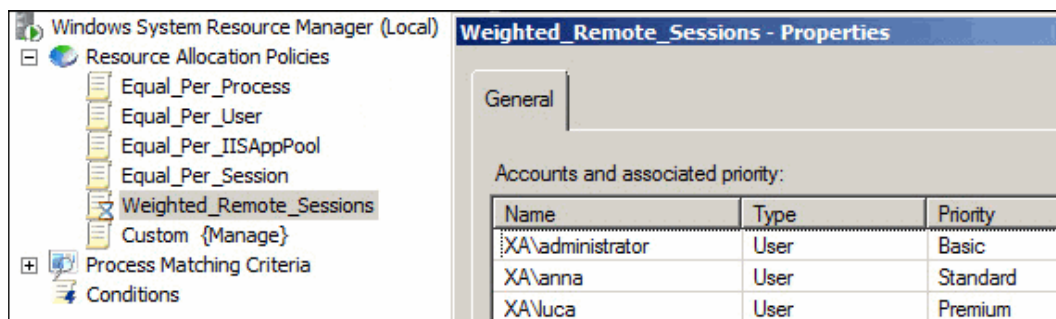 Windows System Resource Manager (Local)
Resource Allocation Policies
Equal_Per_Process
Equal_Per_User
Equal_Per_IISAppPool
Equal_Per_Session
Weighted_Remote_Sessions
Custom {Manage}
Process Matching Criteria
Conditions
Weighted_Remote_Sessions - Properties
General
Accounts and associated priority:
Name Type Priority
XA\administrator User Basic
XA\anna User Standard
XA\luca User Premium